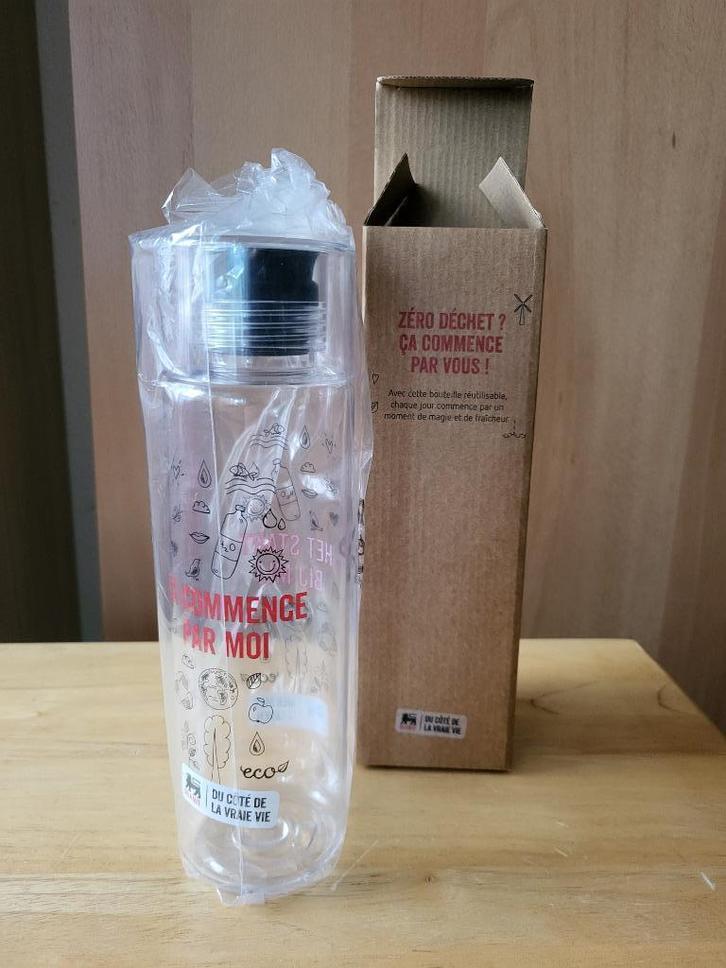 ZÉRO DÉCHET ?
ÇA COMMENCE
PAR VOUS !
Avec cette bouteille réutilisable,
chaque jour commence par un
moment de magie et de fraîcheur
DU CÔTÉ DE
LA VRAIE VIE
HET START
BIJ
COMMENCE
PAR MOI
eco
eco
DU CÔTÉ DE
LA VRAIE VIE